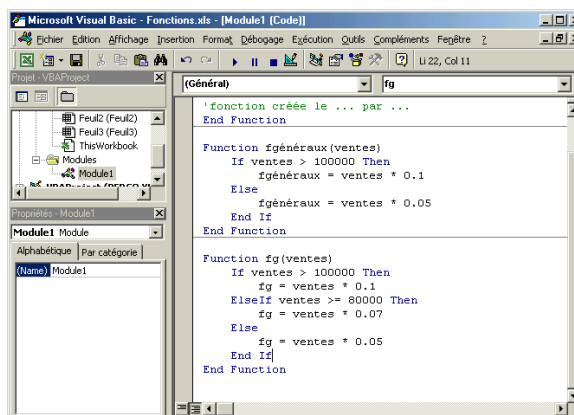 Microsoft Visual Basic - Fonctions.xls - [Module1 (Code)]
Fichier Edition Affichage Insertion Format Débogage Exécution Outils Compléments Fenêtre ?
Li 22, Col 11
Projet - VBAProject
Feuil2 (Feuil2)
Feuil3 (Feuil3)
ThisWorkbook
Modules
Module1
Propriétés - Module1
Module1 Module
Alphabétique Par catégorie
(Name) Module1
(Général) fg
'fonction créée le ... par ...
End Function
Function fgénéraux(ventes)
If ventes > 100000 Then
fgénéraux = ventes * 0.1
Else
fgénéraux = ventes * 0.05
End If
End Function
Function fg(ventes)
If ventes > 100000 Then
fg = ventes * 0.1
ElseIf ventes >= 80000 Then
fg = ventes * 0.07
Else
fg = ventes * 0.05
End If
End Function